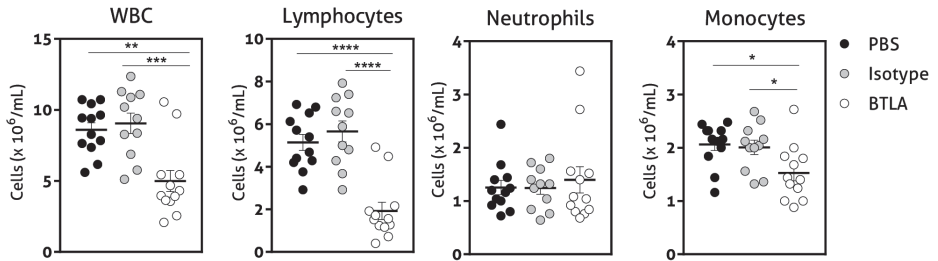 WBC
Cells (x 10⁶/mL)
15
10
5
0
**
***
Lymphocytes
Cells (x 10⁶/mL)
10
8
6
4
2
0
****
****
Neutrophils
Cells (x 10⁶/mL)
4
3
2
1
0
Monocytes
Cells (x 10⁶/mL)
4
3
2
1
0
*
*
PBS
Isotype
BTLA